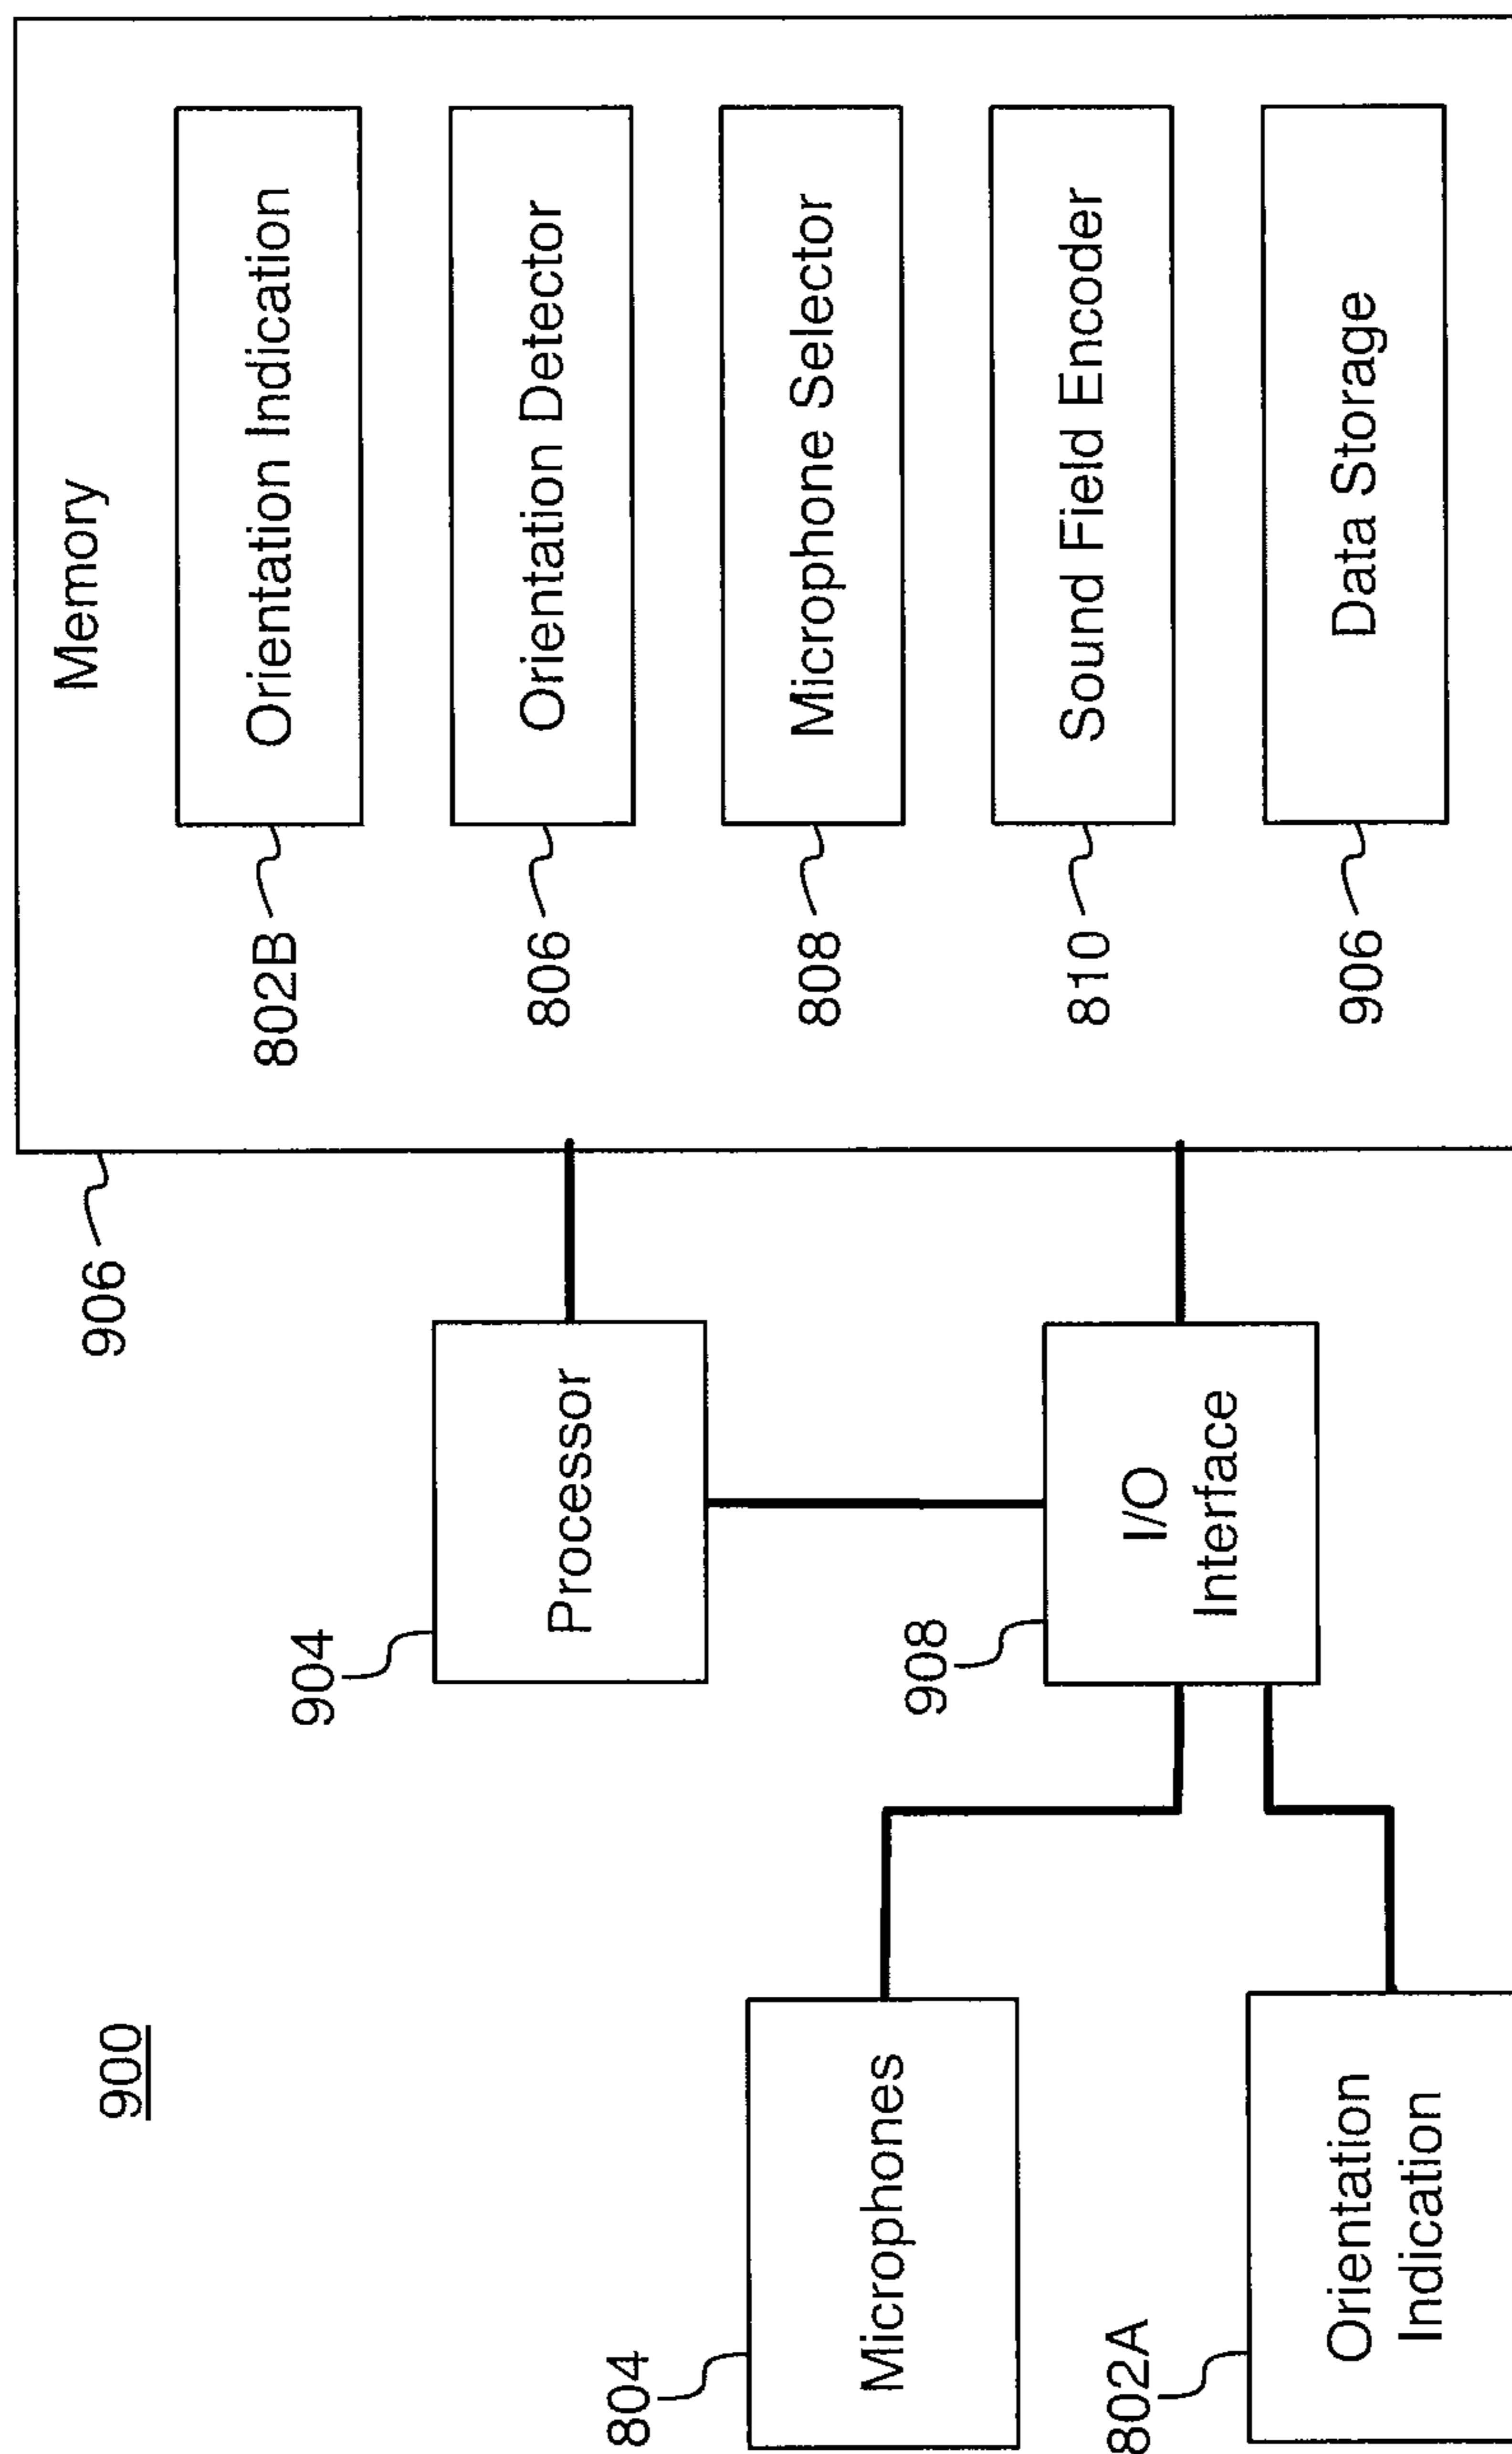 900
906
Memory
802B
Orientation Indication
806
Orientation Detector
808
Microphone Selector
810
Sound Field Encoder
906
Data Storage
904
Processor
908
I/O
Interface
804
Microphones
802A
Orientation
Indication